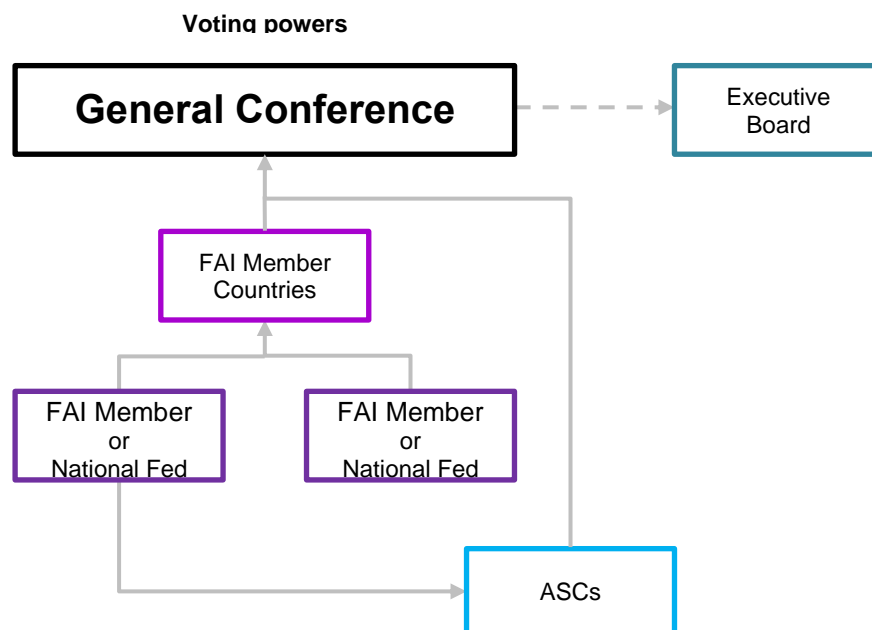 Voting powers
General Conference
Executive
Board
FAI Member
Countries
FAI Member
or
National Fed
FAI Member
or
National Fed
ASCs